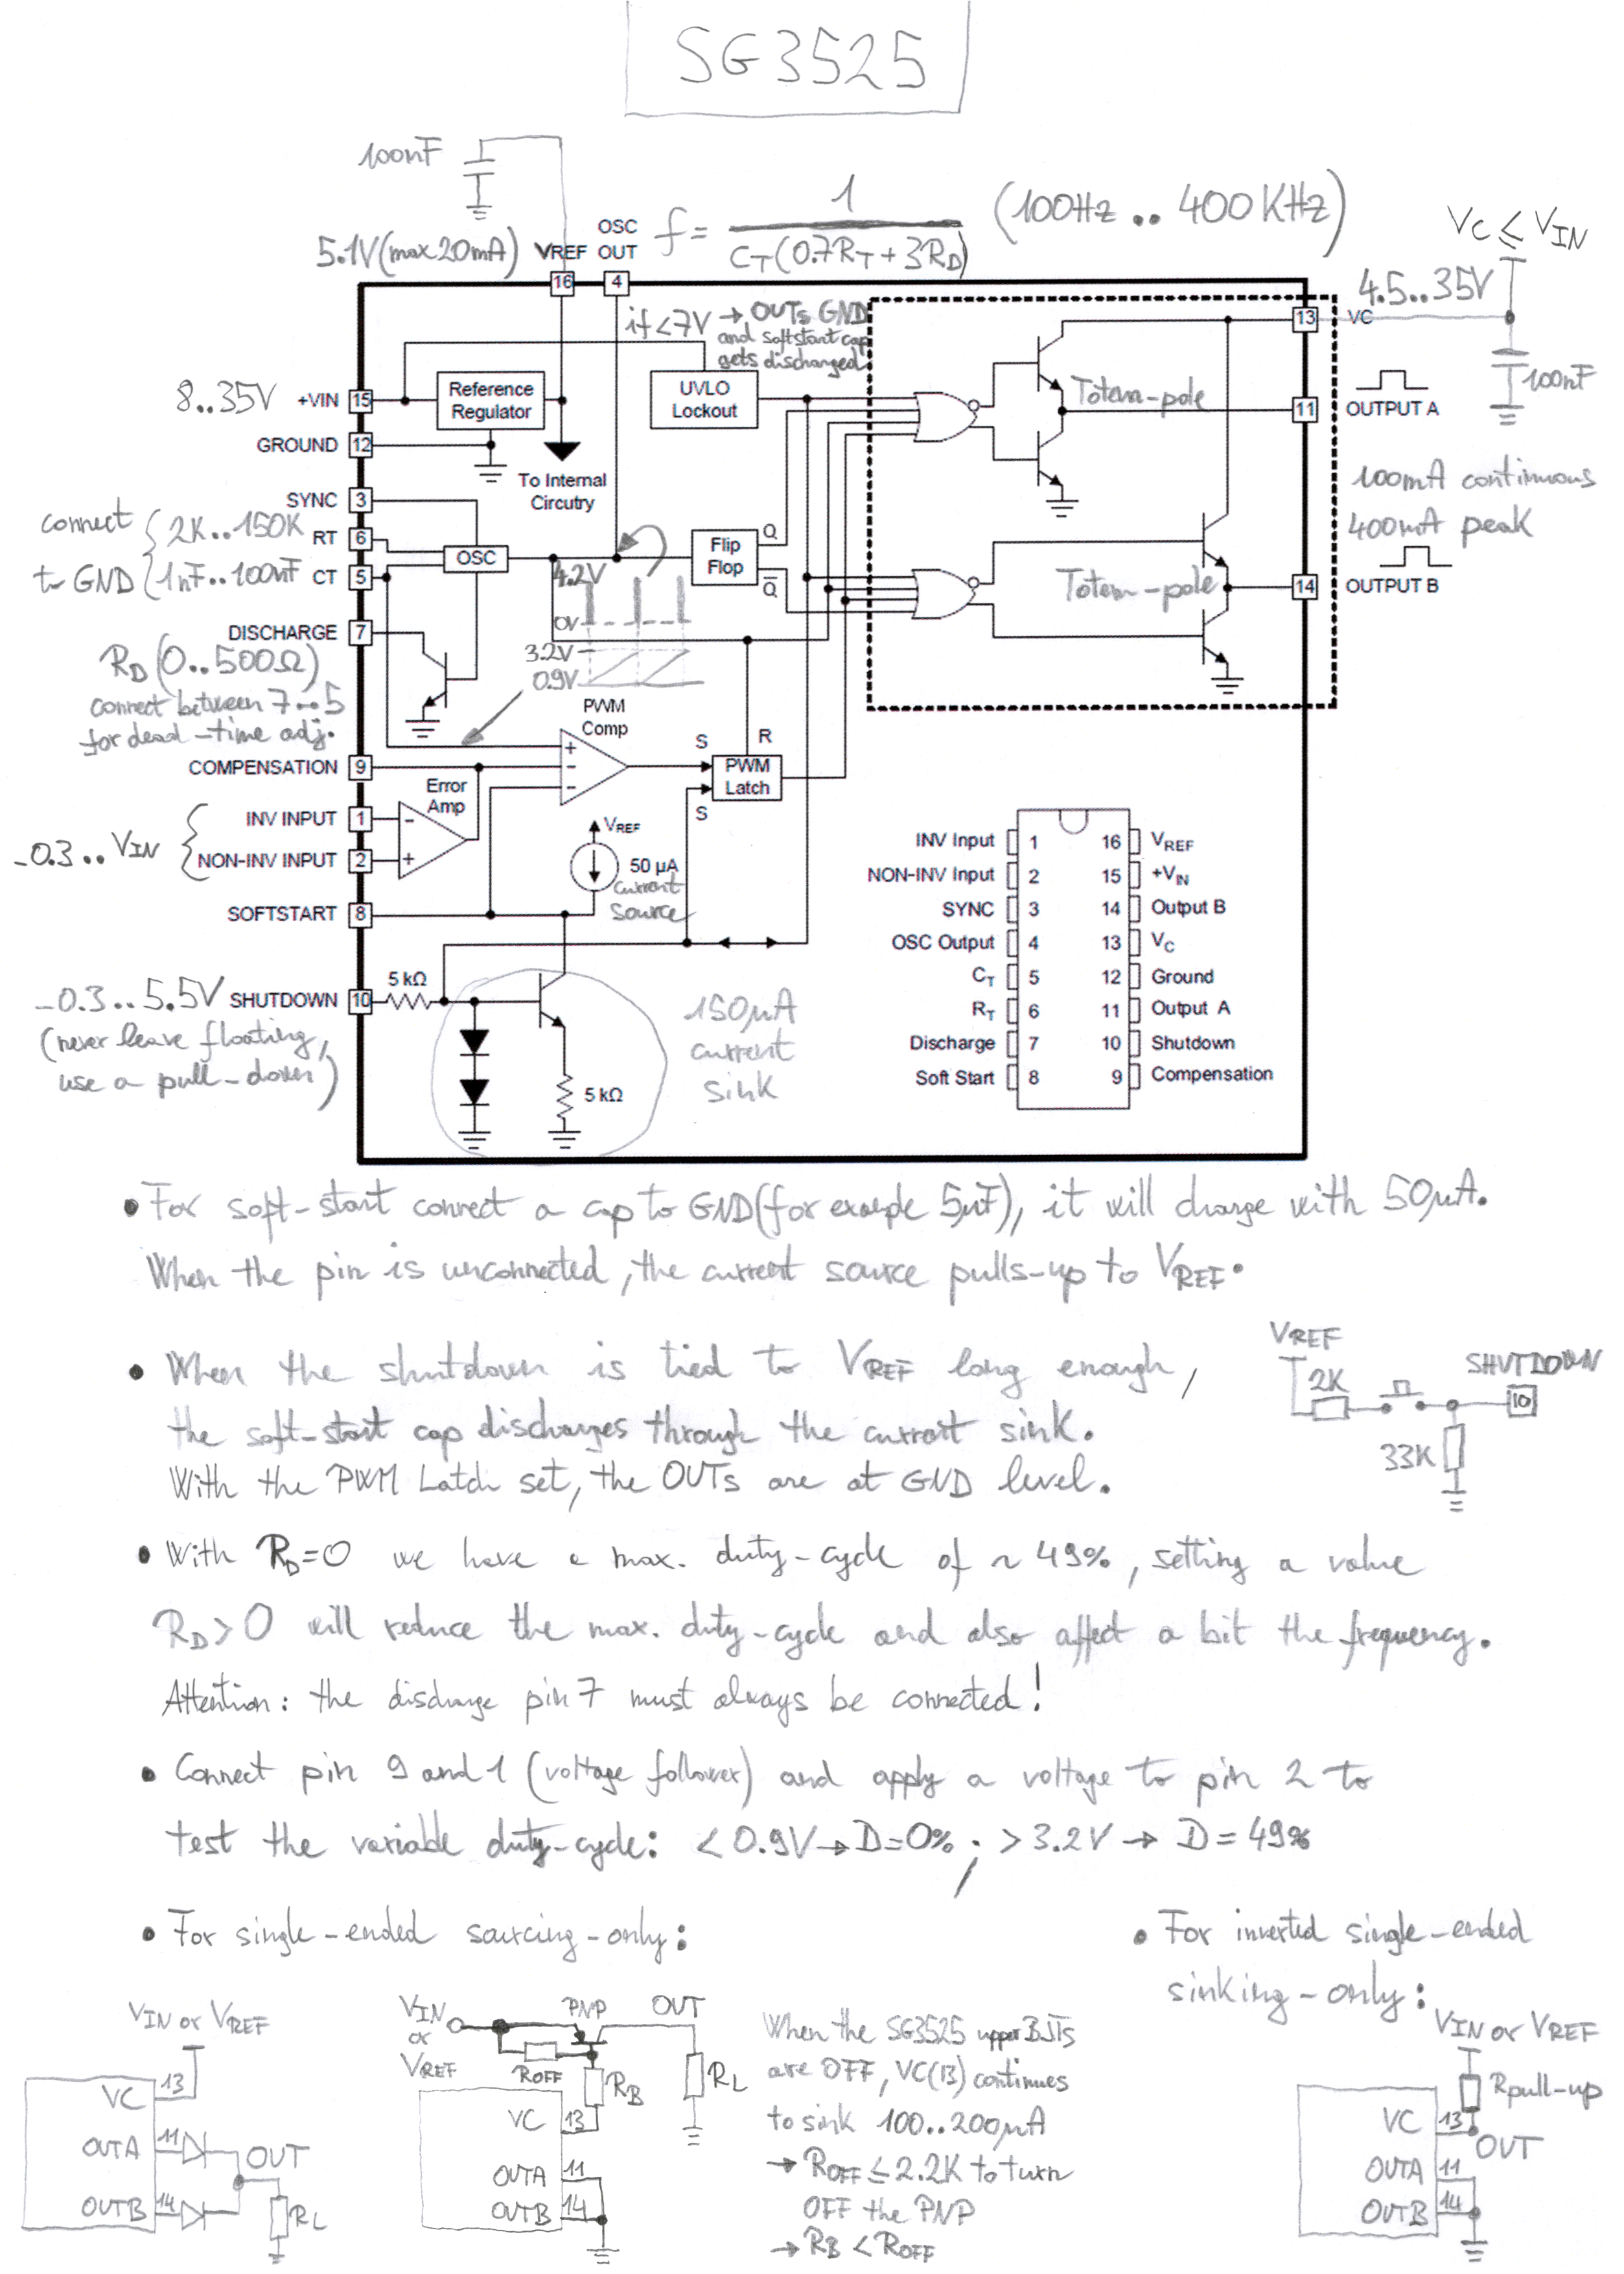 SG3525
100nF
f = 1 / C_T(0.7R_T + 3R_D) (100Hz .. 400KHz)
5.1V (max 20mA) VREF OSC OUT
16 4
VC ≤ VIN
4.5..35V
13 VC
100nF
if <7V → OUTs GND
and softstart cap
gets discharged
8..35V +VIN 15
Reference
Regulator
UVLO
Lockout
Totem-pole
11 OUTPUT A
GROUND 12
To Internal
Circutry
SYNC 3
connect
to GND
2K..150K RT 6
1nF..100nF CT 5
OSC
Flip
Flop
Q
Q̅
100mA continuous
400mA peak
Totem-pole
14 OUTPUT B
4.2V
0V
3.2V
0.9V
DISCHARGE 7
R_D (0..500Ω)
connect between 7↔5
for dead-time adj.
PWM
Comp
+
-
-
COMPENSATION 9
Error
Amp
S R
PWM
Latch
S
-0.3..VIN
INV INPUT 1 -
NON-INV INPUT 2 +
VREF
50 µA
current
source
SOFTSTART 8
-0.3..5.5V SHUTDOWN 10 5 kΩ
(never leave floating,
use a pull-down)
5 kΩ
150µA
current
sink
INV Input 1 16 VREF
NON-INV Input 2 15 +VIN
SYNC 3 14 Output B
OSC Output 4 13 VC
CT 5 12 Ground
RT 6 11 Output A
Discharge 7 10 Shutdown
Soft Start 8 9 Compensation
• For soft-start connect a cap to GND (for example 5µF), it will charge with 50µA.
When the pin is unconnected, the current source pulls-up to VREF.
• When the shutdown is tied to VREF long enough,
the soft-start cap discharges through the current sink.
With the PWM Latch set, the OUTs are at GND level.
VREF
2K
SHUTDOWN
10
33K
• With R_D=0 we have a max. duty-cycle of ~49%, setting a value
R_D>0 will reduce the max. duty-cycle and also affect a bit the frequency.
Attention: the discharge pin 7 must always be connected!
• Connect pin 9 and 1 (voltage follower) and apply a voltage to pin 2 to
test the variable duty-cycle: <0.9V → D=0% ; >3.2V → D=49%
• For single-ended sourcing-only:
VIN or VREF
VC 13
OUTA 11
OUTB 14
OUT
RL
VIN
or
VREF
PNP
OUT
ROFF
RB
RL
VC 13
OUTA 11
OUTB 14
When the SG3525 upper BJTs
are OFF, VC(13) continues
to sink 100..200µA
→ ROFF ≤ 2.2K to turn
OFF the PNP
→ RB < ROFF
• For inverted single-ended
sinking-only:
VIN or VREF
Rpull-up
VC 13
OUT
OUTA 11
OUTB 14